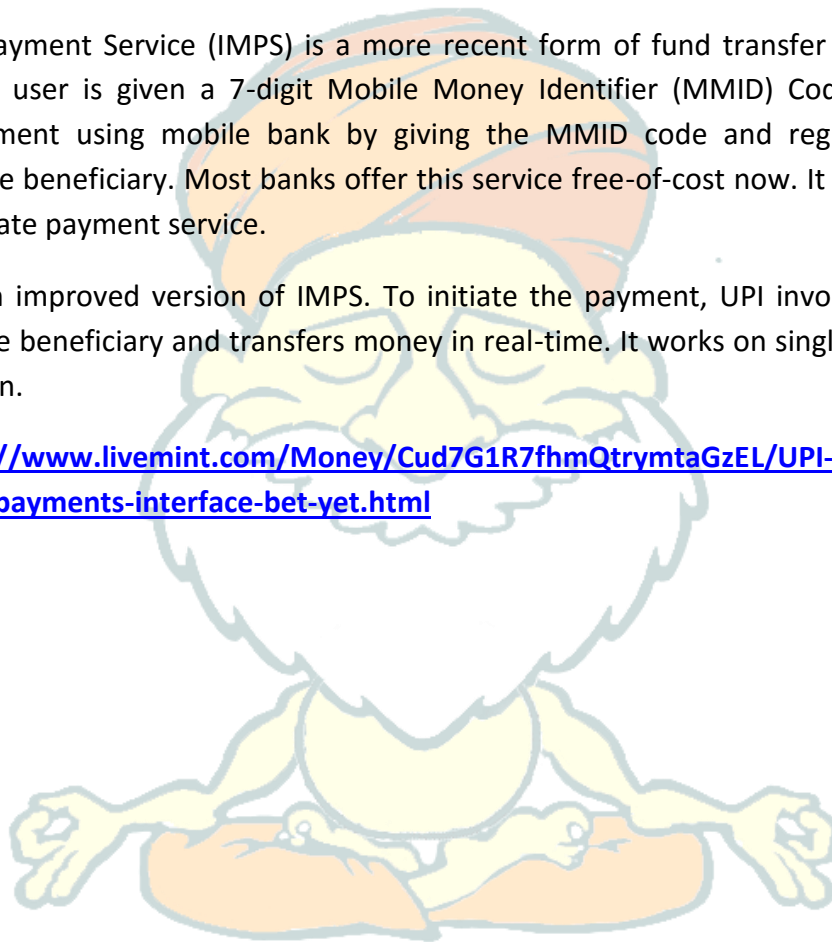 ayment Service (IMPS) is a more recent form of fund transfer
user is given a 7-digit Mobile Money Identifier (MMID) Cod
ment using mobile bank by giving the MMID code and reg
e beneficiary. Most banks offer this service free-of-cost now. It
ate payment service.
improved version of IMPS. To initiate the payment, UPI invo
e beneficiary and transfers money in real-time. It works on singl
n.
//www.livemint.com/Money/Cud7G1R7fhmQtrymtaGzEL/UPI-
payments-interface-bet-yet.html